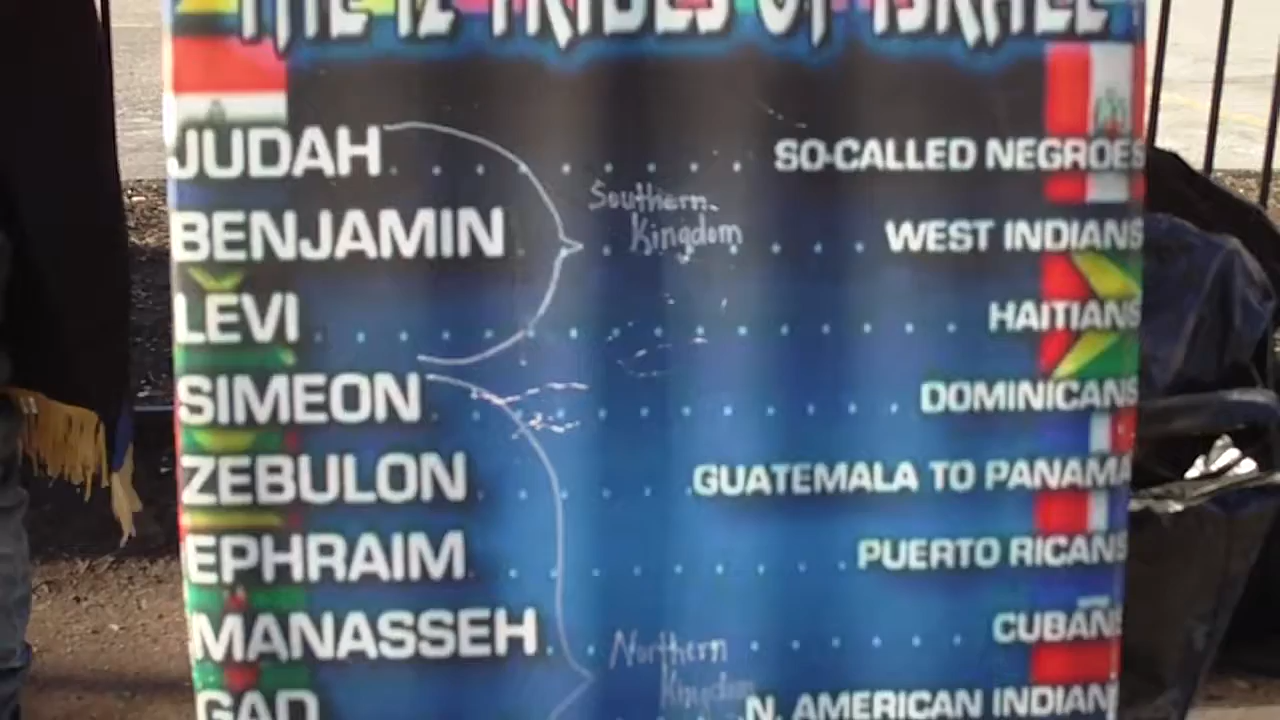 THE 12 TRIBES OF ISRAEL
JUDAH . . . . . . . . . SO-CALLED NEGROES
Southern
Kingdom
BENJAMIN . . . . . . . WEST INDIANS
LEVI . . . . . . . . . . . . . . . . HAITIANS
SIMEON . . . . . . . . . . . DOMINICANS
ZEBULON . . . . . . GUATEMALA TO PANAMA
EPHRAIM . . . . . . . . . PUERTO RICANS
MANASSEH . . . . . . . . . . CUBANS
Northern
Kingdom
GAD . . . N. AMERICAN INDIAN